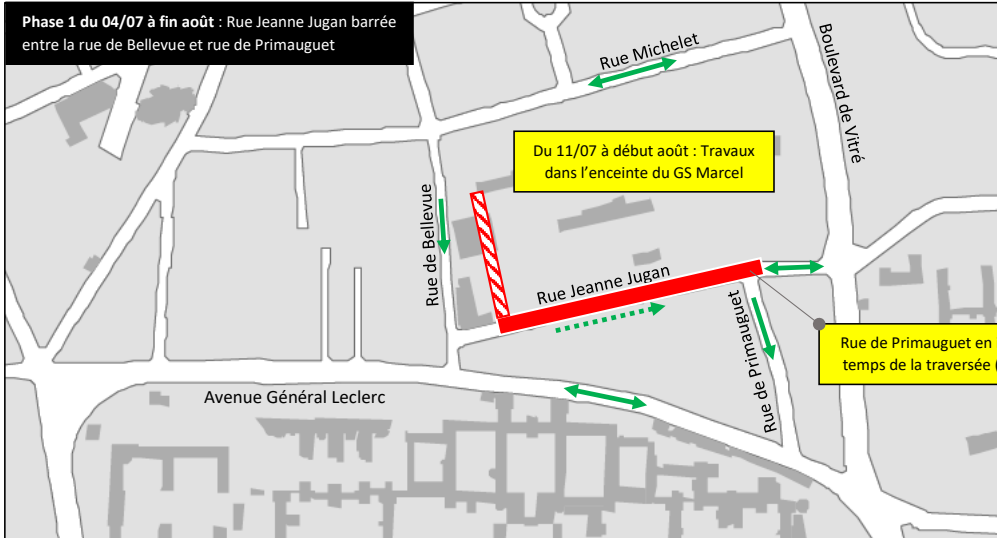 Phase 1 du 04/07 à fin août : Rue Jeanne Jugan barrée
entre la rue de Bellevue et rue de Primauguet
Rue Michelet
Boulevard de Vitré
Du 11/07 à début août : Travaux
dans l'enceinte du GS Marcel
Rue de Bellevue
Rue Jeanne Jugan
Rue de Primauguet
Rue de Primauguet en
temps de la traversée (
Avenue Général Leclerc